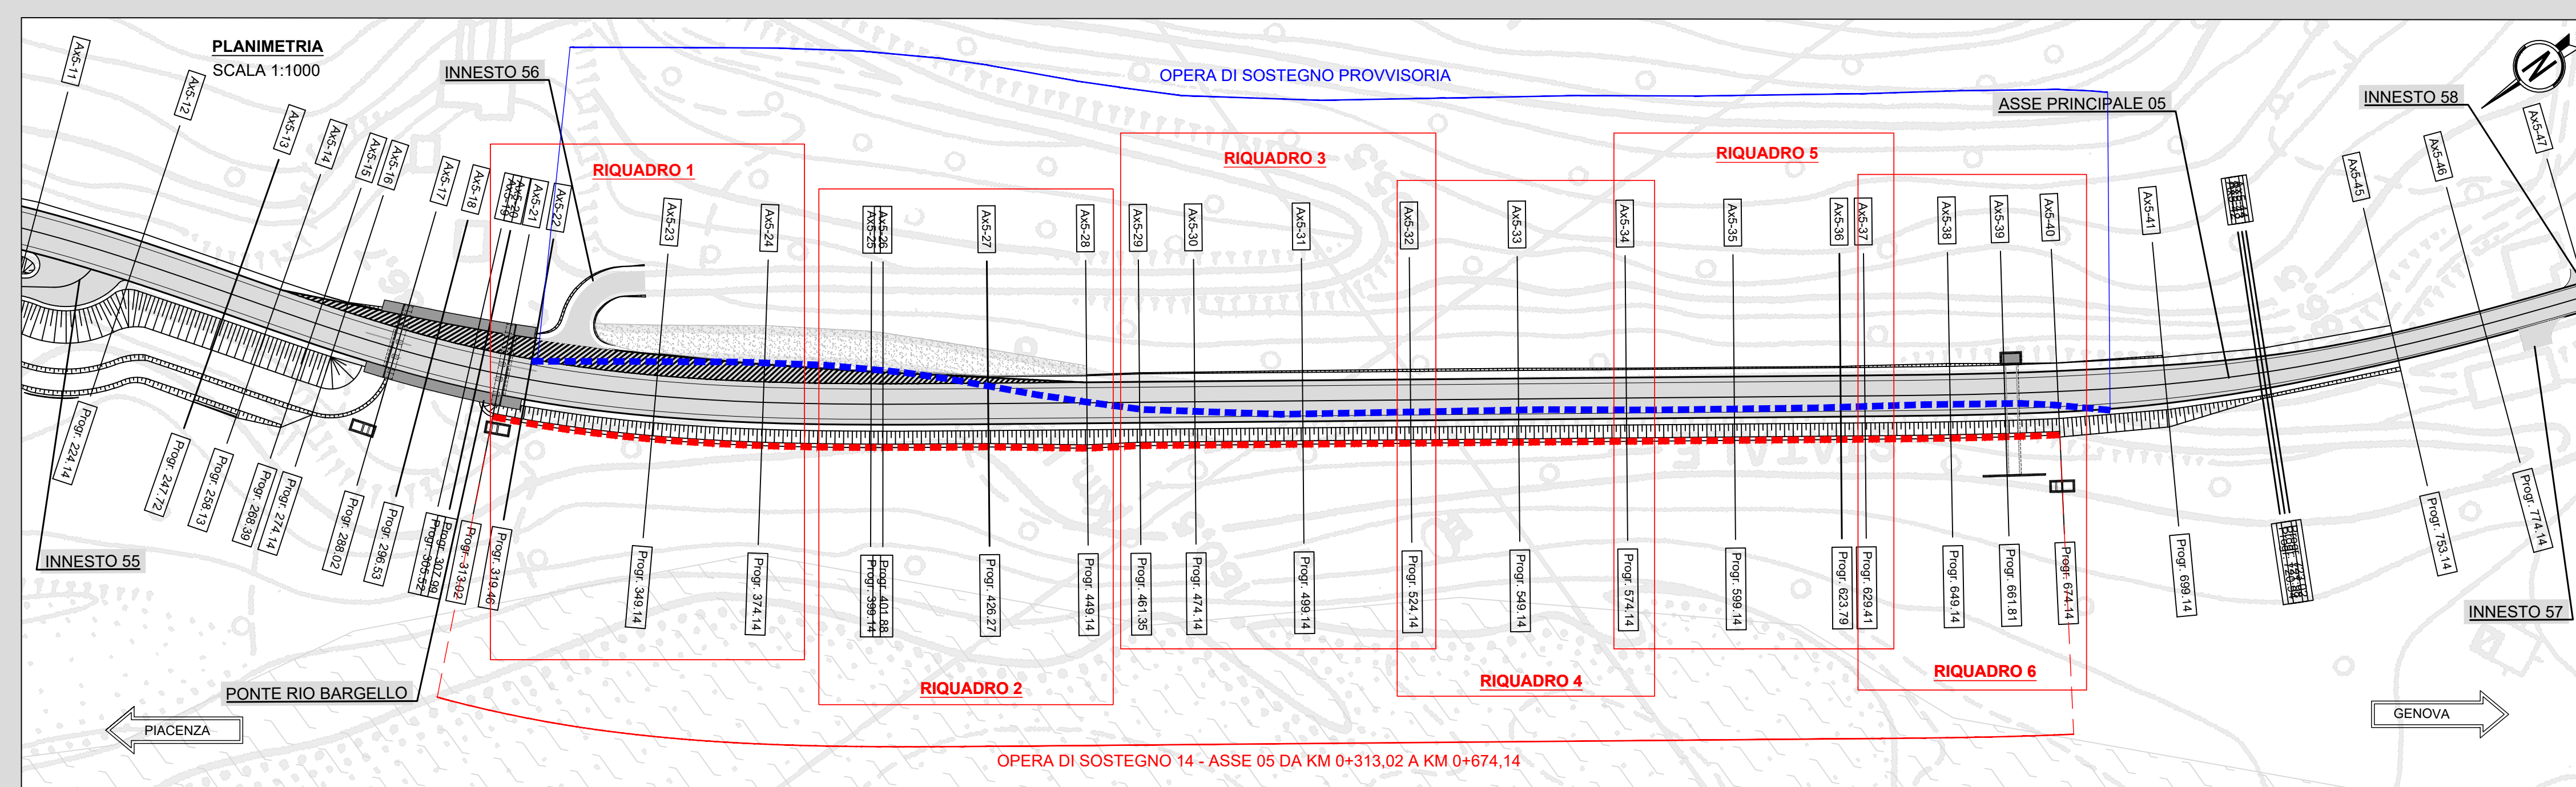 PLANIMETRIA
SCALA 1:1000
INNESTO 56
OPERA DI SOSTEGNO PROVVISORIA
ASSE PRINCIPALE 05
INNESTO 58
N
RIQUADRO 1
RIQUADRO 3
RIQUADRO 5
Ax5-11
Ax5-12
Ax5-13
Ax5-14
Ax5-15
Ax5-16
Ax5-17
Ax5-18
Ax5-19
Ax5-20
Ax5-21
Ax5-22
Ax5-23
Ax5-24
Ax5-25
Ax5-26
Ax5-27
Ax5-28
Ax5-29
Ax5-30
Ax5-31
Ax5-32
Ax5-33
Ax5-34
Ax5-35
Ax5-36
Ax5-37
Ax5-38
Ax5-39
Ax5-40
Ax5-41
Ax5-45
Ax5-46
Ax5-47
Progr. 224.14
Progr. 247.72
Progr. 258.13
Progr. 268.39
Progr. 274.14
Progr. 288.02
Progr. 296.53
Progr. 305.52
Progr. 307.99
Progr. 313.02
Progr. 319.46
Progr. 349.14
Progr. 374.14
Progr. 399.14
Progr. 401.88
Progr. 426.27
Progr. 449.14
Progr. 461.35
Progr. 474.14
Progr. 499.14
Progr. 524.14
Progr. 549.14
Progr. 574.14
Progr. 599.14
Progr. 623.79
Progr. 629.41
Progr. 649.14
Progr. 661.81
Progr. 674.14
Progr. 699.14
Progr. 753.14
Progr. 774.14
INNESTO 55
INNESTO 57
PONTE RIO BARGELLO
RIQUADRO 2
RIQUADRO 4
RIQUADRO 6
PIACENZA
GENOVA
OPERA DI SOSTEGNO 14 - ASSE 05 DA KM 0+313,02 A KM 0+674,14